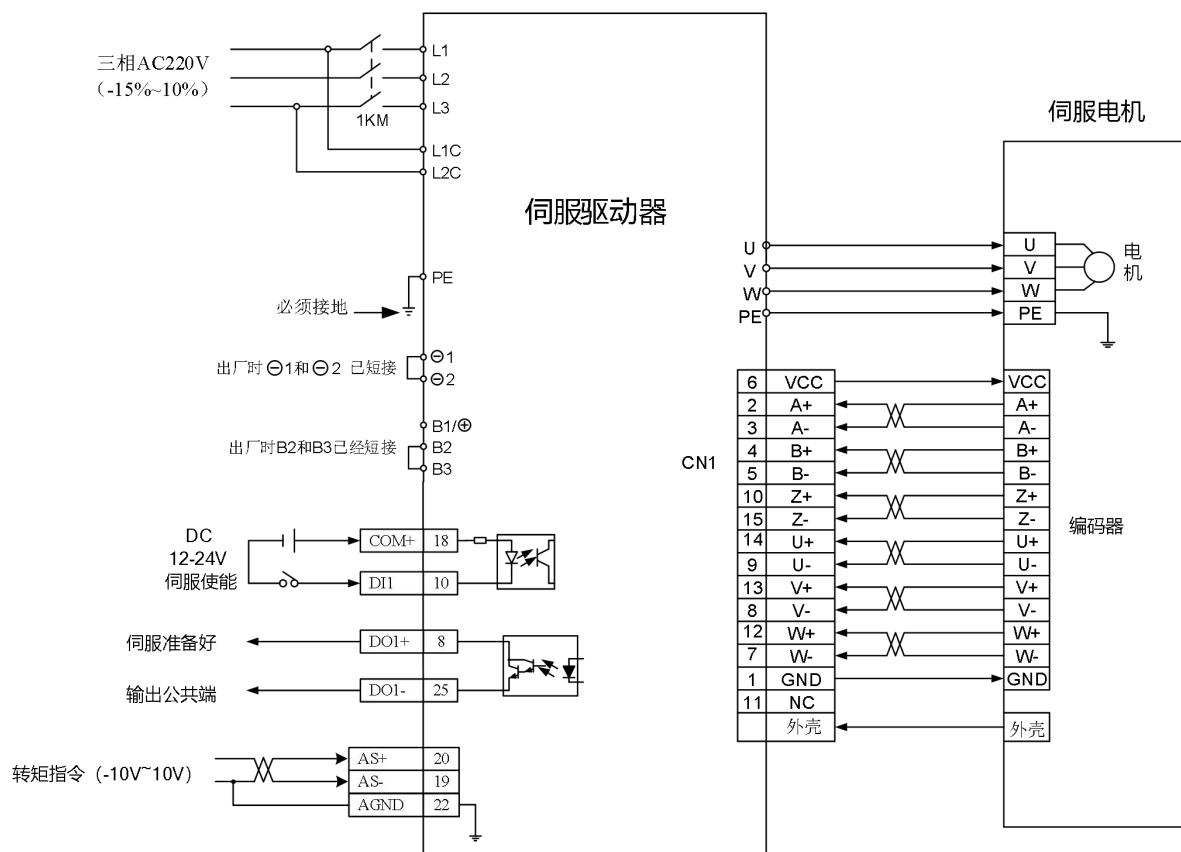 三相AC220V
（-15%~10%）
1KM
L1
L2
L3
L1C
L2C
伺服驱动器
伺服电机
PE
必须接地
出厂时⊖1和⊖2 已短接
⊖1
⊖2
B1/⊕
出厂时B2和B3已经短接
B2
B3
DC
12-24V
伺服使能
COM+ 18
DI1 10
伺服准备好
DO1+ 8
输出公共端
DO1- 25
转矩指令（-10V~10V）
AS+ 20
AS- 19
AGND 22
U
V
W
PE
U
V
W
PE
电机
CN1
6 VCC
2 A+
3 A-
4 B+
5 B-
10 Z+
15 Z-
14 U+
9 U-
13 V+
8 V-
12 W+
7 W-
1 GND
11 NC
外壳
VCC
A+
A-
B+
B-
Z+
Z-
U+
U-
V+
V-
W+
W-
GND
外壳
编码器